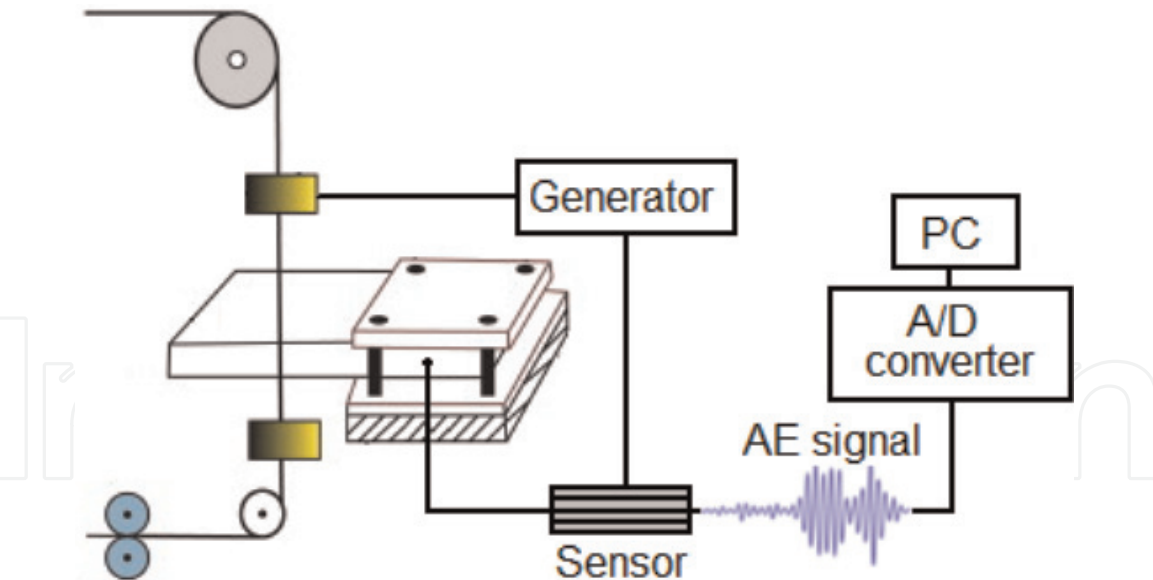 Generator
PC
A/D
converter
AE signal
Sensor